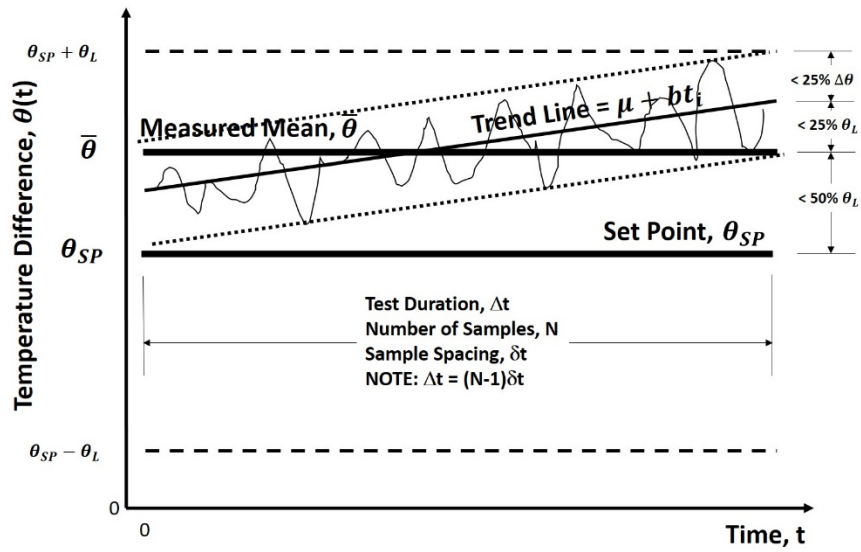 θ_SP + θ_L
Temperature Difference, θ(t)
Measured Mean, θ̅
Trend Line = μ + bt_i
< 25% Δθ
< 25% θ_L
θ̅
< 50% θ_L
θ_SP
Set Point, θ_SP
Test Duration, Δt
Number of Samples, N
Sample Spacing, δt
NOTE: Δt = (N-1)δt
θ_SP − θ_L
0
0
Time, t